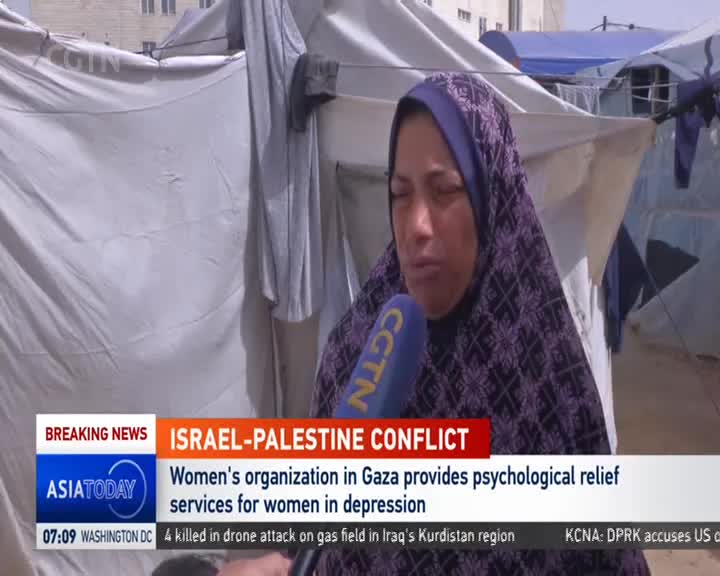 CGTN
CGTN
BREAKING NEWS
ISRAEL-PALESTINE CONFLICT
ASIA TODAY
Women's organization in Gaza provides psychological relief
services for women in depression
07:09 WASHINGTON DC
4 killed in drone attack on gas field in Iraq's Kurdistan region KCNA: DPRK accuses US